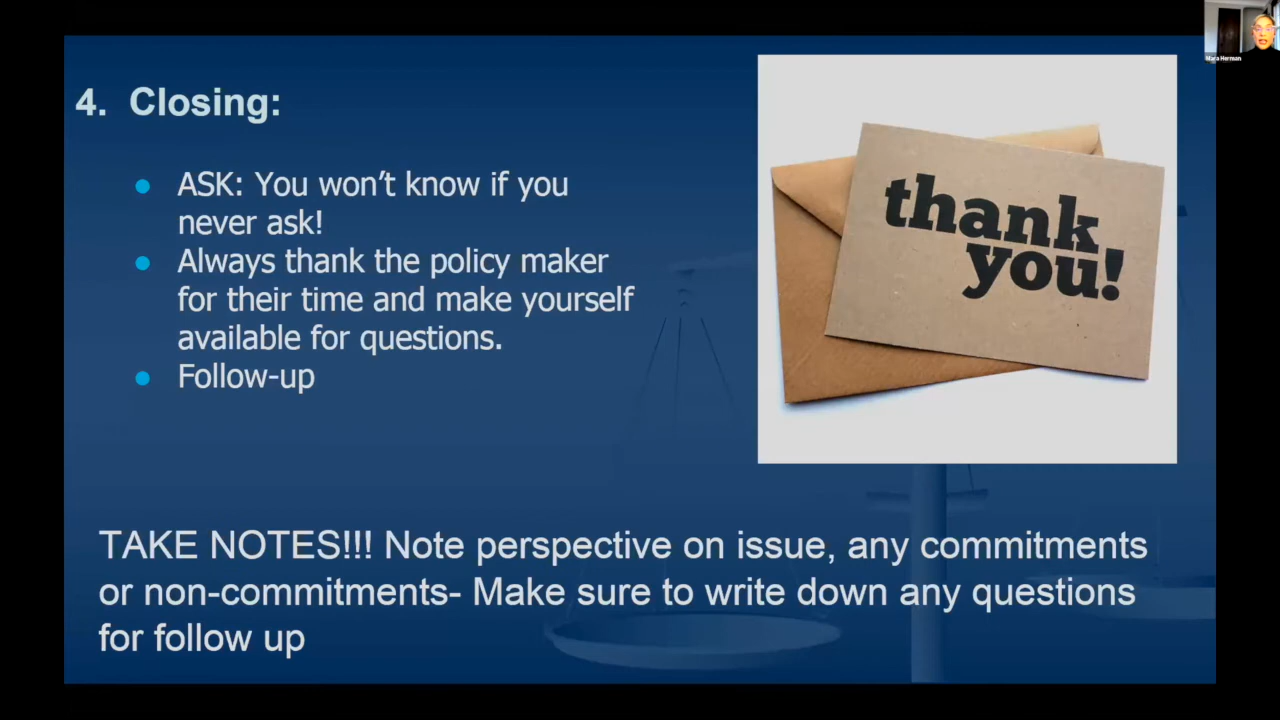 4. Closing:
● ASK: You won’t know if you
never ask!
● Always thank the policy maker
for their time and make yourself
available for questions.
● Follow-up
thank
you!
TAKE NOTES!!! Note perspective on issue, any commitments
or non-commitments- Make sure to write down any questions
for follow up
Mara Herman